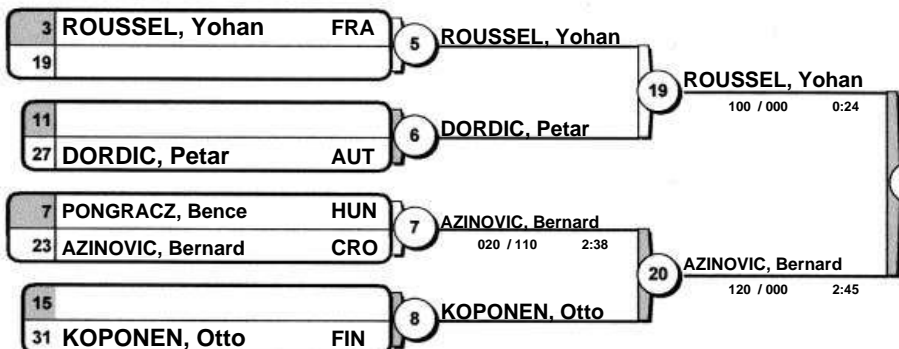 3 ROUSSEL, Yohan FRA
19
5
ROUSSEL, Yohan
19
ROUSSEL, Yohan
100 / 000 0:24
11
27 DORDIC, Petar AUT
6
DORDIC, Petar
7 PONGRACZ, Bence HUN
23 AZINOVIC, Bernard CRO
7
AZINOVIC, Bernard
020 / 110 2:38
20
AZINOVIC, Bernard
120 / 000 2:45
15
31 KOPONEN, Otto FIN
8
KOPONEN, Otto